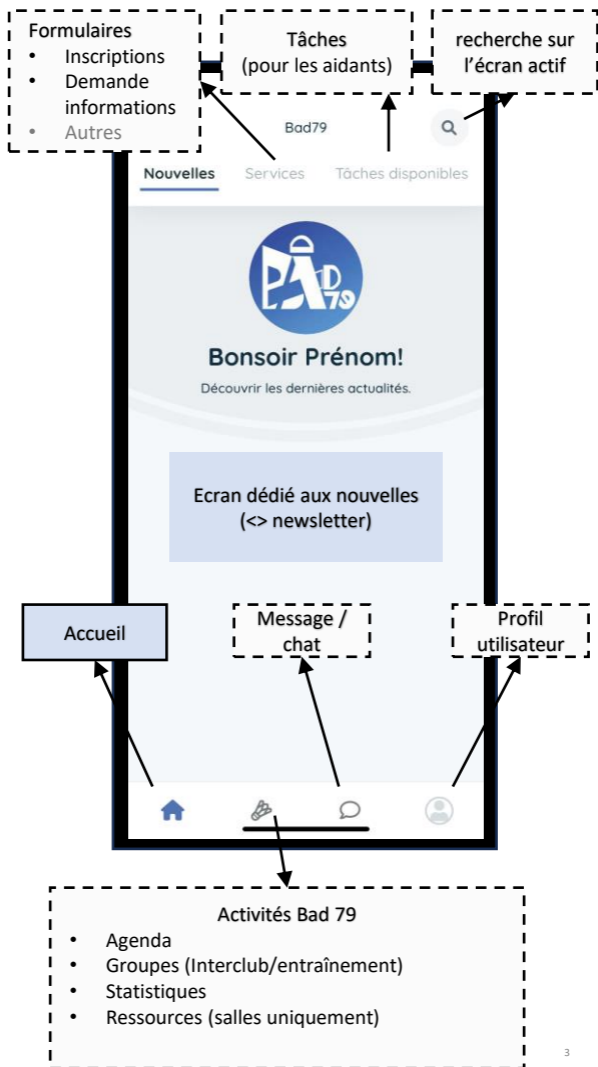 Formulaires
• Inscriptions
• Demande
informations
• Autres
Tâches
(pour les aidants)
recherche sur
l'écran actif
Bad79
Nouvelles
Services
Tâches disponibles
BAD
79
Bonsoir Prénom!
Découvrir les dernières actualités.
Ecran dédié aux nouvelles
(<> newsletter)
Accueil
Message /
chat
Profil
utilisateur
Activités Bad 79
• Agenda
• Groupes (Interclub/entraînement)
• Statistiques
• Ressources (salles uniquement)
3